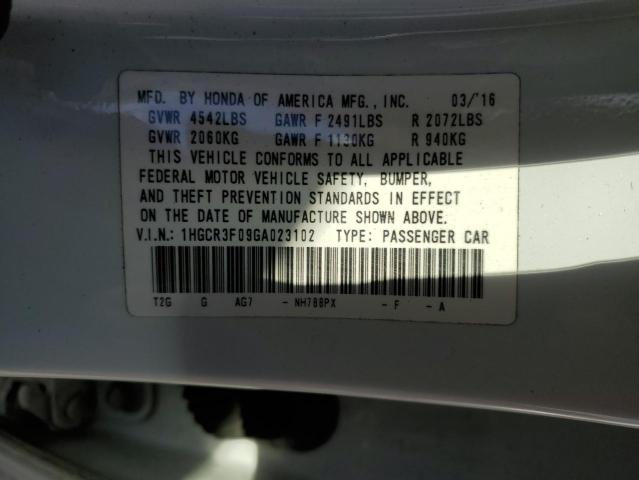 MFD. BY HONDA OF AMERICA MFG., INC. 03/'16
GVWR 4542LBS GAWR F 2491LBS R 2072LBS
GVWR 2060KG GAWR F 1130KG R 940KG
THIS VEHICLE CONFORMS TO ALL APPLICABLE
FEDERAL MOTOR VEHICLE SAFETY, BUMPER,
AND THEFT PREVENTION STANDARDS IN EFFECT
ON THE DATE OF MANUFACTURE SHOWN ABOVE.
V.I.N.: 1HGCR3F09GA023102 TYPE: PASSENGER CAR
T2G G AG7 - NH788PX - F - A